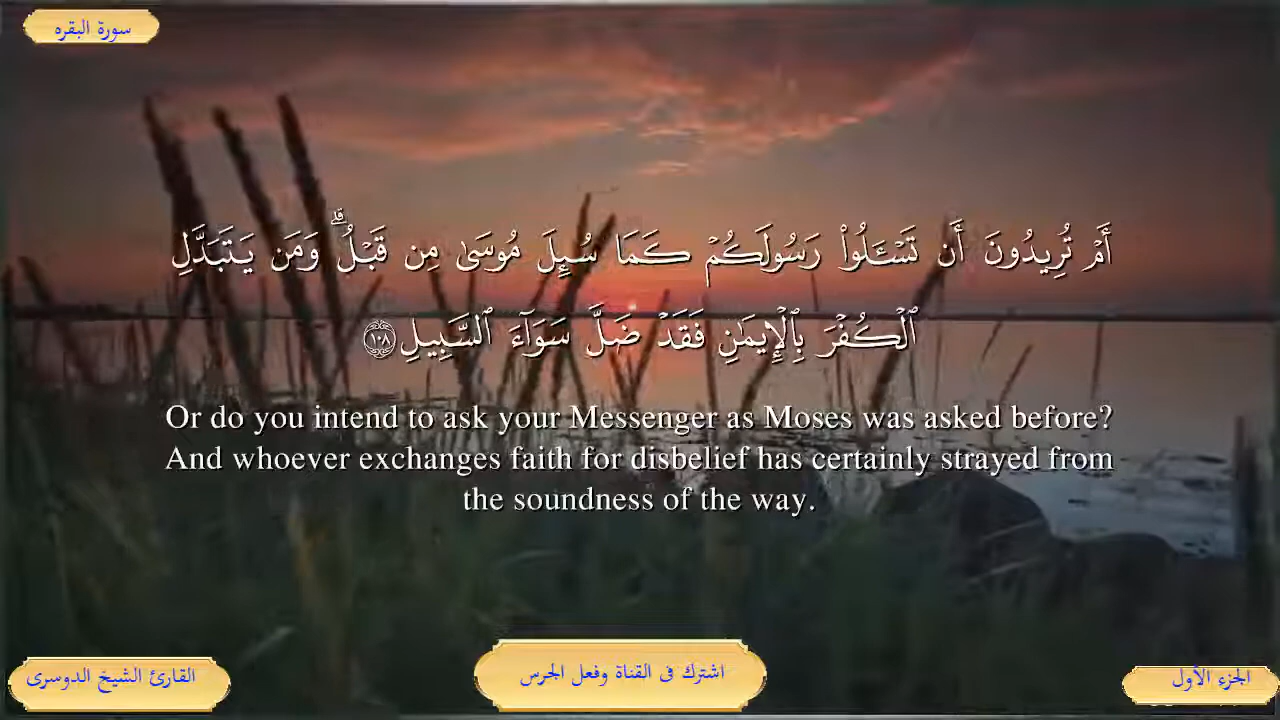 سورة البقره
أَمْ تُرِيدُونَ أَن تَسْـَٔلُوا۟ رَسُولَكُمْ كَمَا سُئِلَ مُوسَىٰ مِن قَبْلُ ۗ وَمَن يَتَبَدَّلِ
ٱلْكُفْرَ بِٱلْإِيمَٰنِ فَقَدْ ضَلَّ سَوَآءَ ٱلسَّبِيلِ ١٠٨
Or do you intend to ask your Messenger as Moses was asked before?
And whoever exchanges faith for disbelief has certainly strayed from
the soundness of the way.
الجزء الأول
اشترك فى القناة وفعل الجرس
القارئ الشيخ الدوسرى